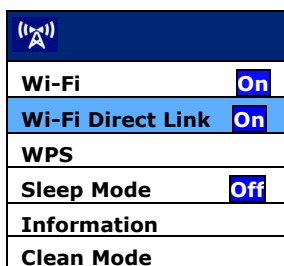 Wi-Fi On
Wi-Fi Direct Link On
WPS
Sleep Mode Off
Information
Clean Mode